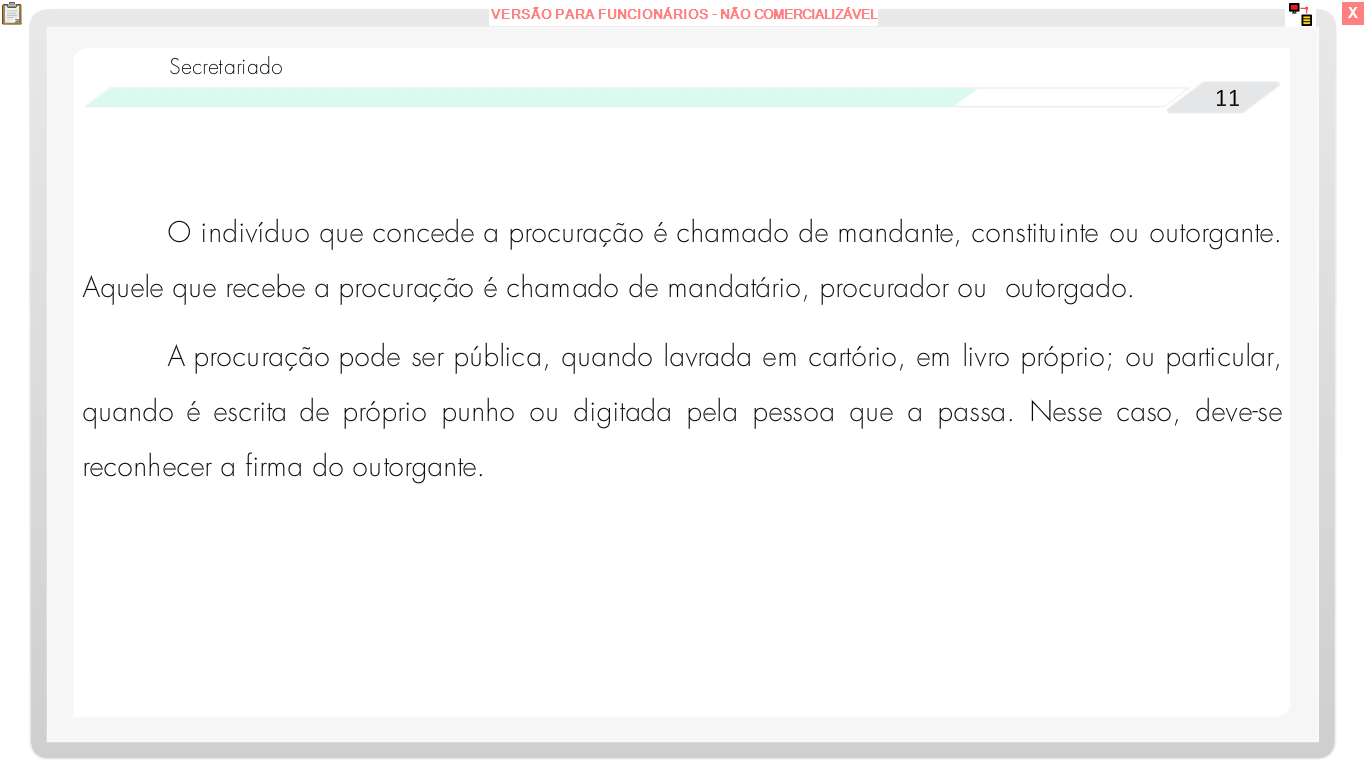 VERSÃO PARA FUNCIONÁRIOS - NÃO COMERCIALIZÁVEL
X
Secretariado
11
O indivíduo que concede a procuração é chamado de mandante, constituinte ou outorgante.
Aquele que recebe a procuração é chamado de mandatário, procurador ou outorgado.
A procuração pode ser pública, quando lavrada em cartório, em livro próprio; ou particular,
quando é escrita de próprio punho ou digitada pela pessoa que a passa. Nesse caso, deve-se
reconhecer a firma do outorgante.